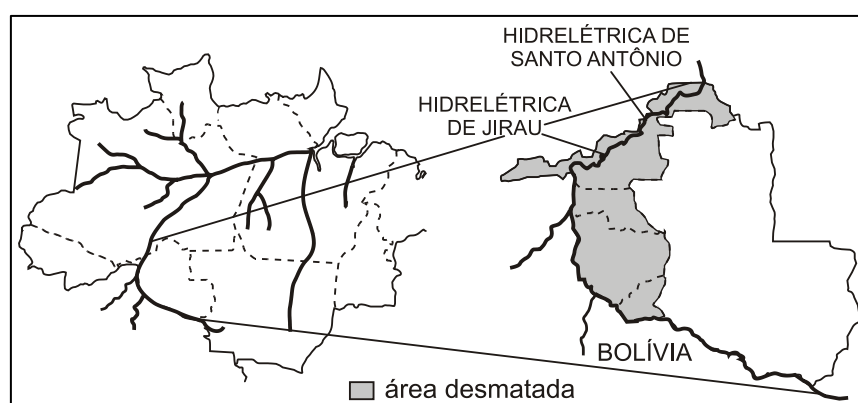 HIDRELÉTRICA DE
SANTO ANTÔNIO
HIDRELÉTRICA
DE JIRAU
BOLÍVIA
área desmatada